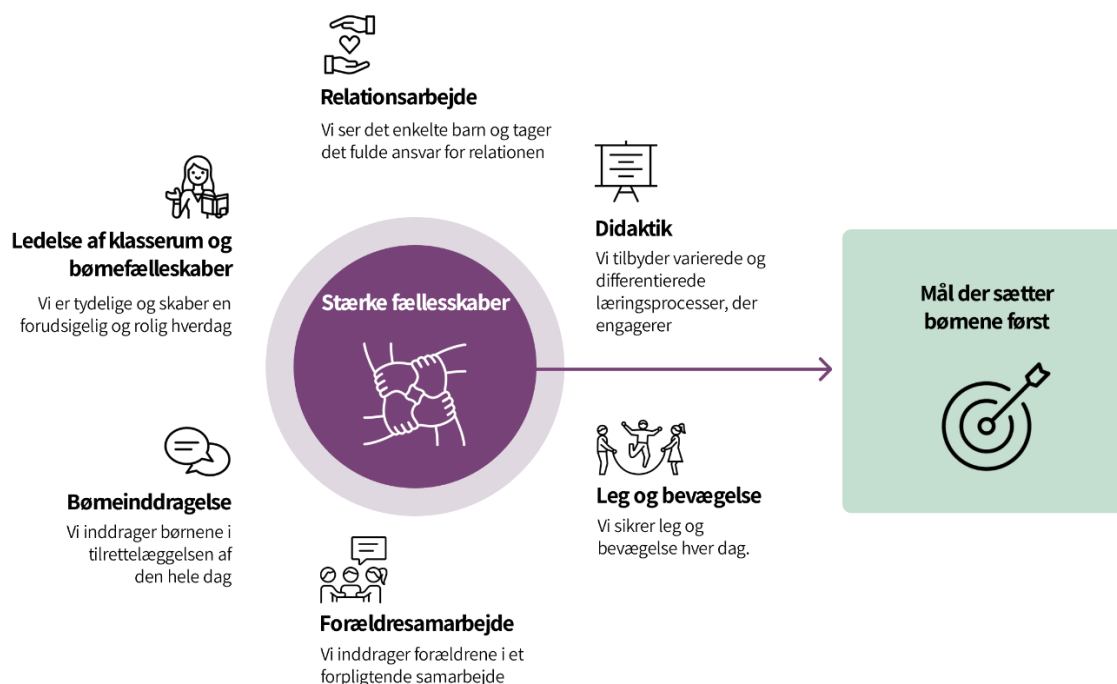 Relationsarbejde
Vi ser det enkelte barn og tager
det fulde ansvar for relationen
Didaktik
Vi tilbyder varierede og
differentierede
læringsprocesser, der
engagerer
Ledelse af klasserum og
børnefælleskaber
Vi er tydelige og skaber en
forudsigelig og rolig hverdag
Stærke fællesskaber
Mål der sætter
børnene først
Børneinddragelse
Vi inddrager børnene i
tilrettelæggelsen af
den hele dag
Leg og bevægelse
Vi sikrer leg og
bevægelse hver dag.
Forældresamarbejde
Vi inddrager forældrene i et
forpligtende samarbejde